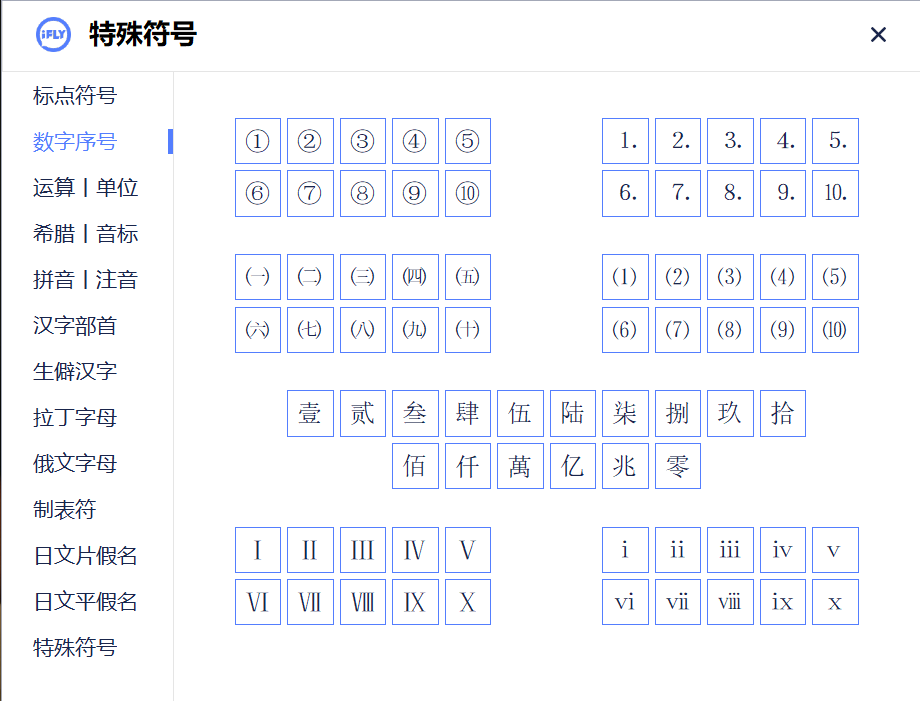 iFLY 特殊符号 ×
标点符号
数字序号
运算丨单位
希腊丨音标
拼音丨注音
汉字部首
生僻汉字
拉丁字母
俄文字母
制表符
日文片假名
日文平假名
特殊符号
① ② ③ ④ ⑤
⑥ ⑦ ⑧ ⑨ ⑩
⒈ ⒉ ⒊ ⒋ ⒌
⒍ ⒎ ⒏ ⒐ ⒑
㈠ ㈡ ㈢ ㈣ ㈤
㈥ ㈦ ㈧ ㈨ ㈩
⑴ ⑵ ⑶ ⑷ ⑸
⑹ ⑺ ⑻ ⑼ ⑽
壹 贰 叁 肆 伍 陆 柒 捌 玖 拾
佰 仟 萬 亿 兆 零
Ⅰ Ⅱ Ⅲ Ⅳ Ⅴ
Ⅵ Ⅶ Ⅷ Ⅸ Ⅹ
ⅰ ⅱ ⅲ ⅳ ⅴ
ⅵ ⅶ ⅷ ⅸ ⅹ